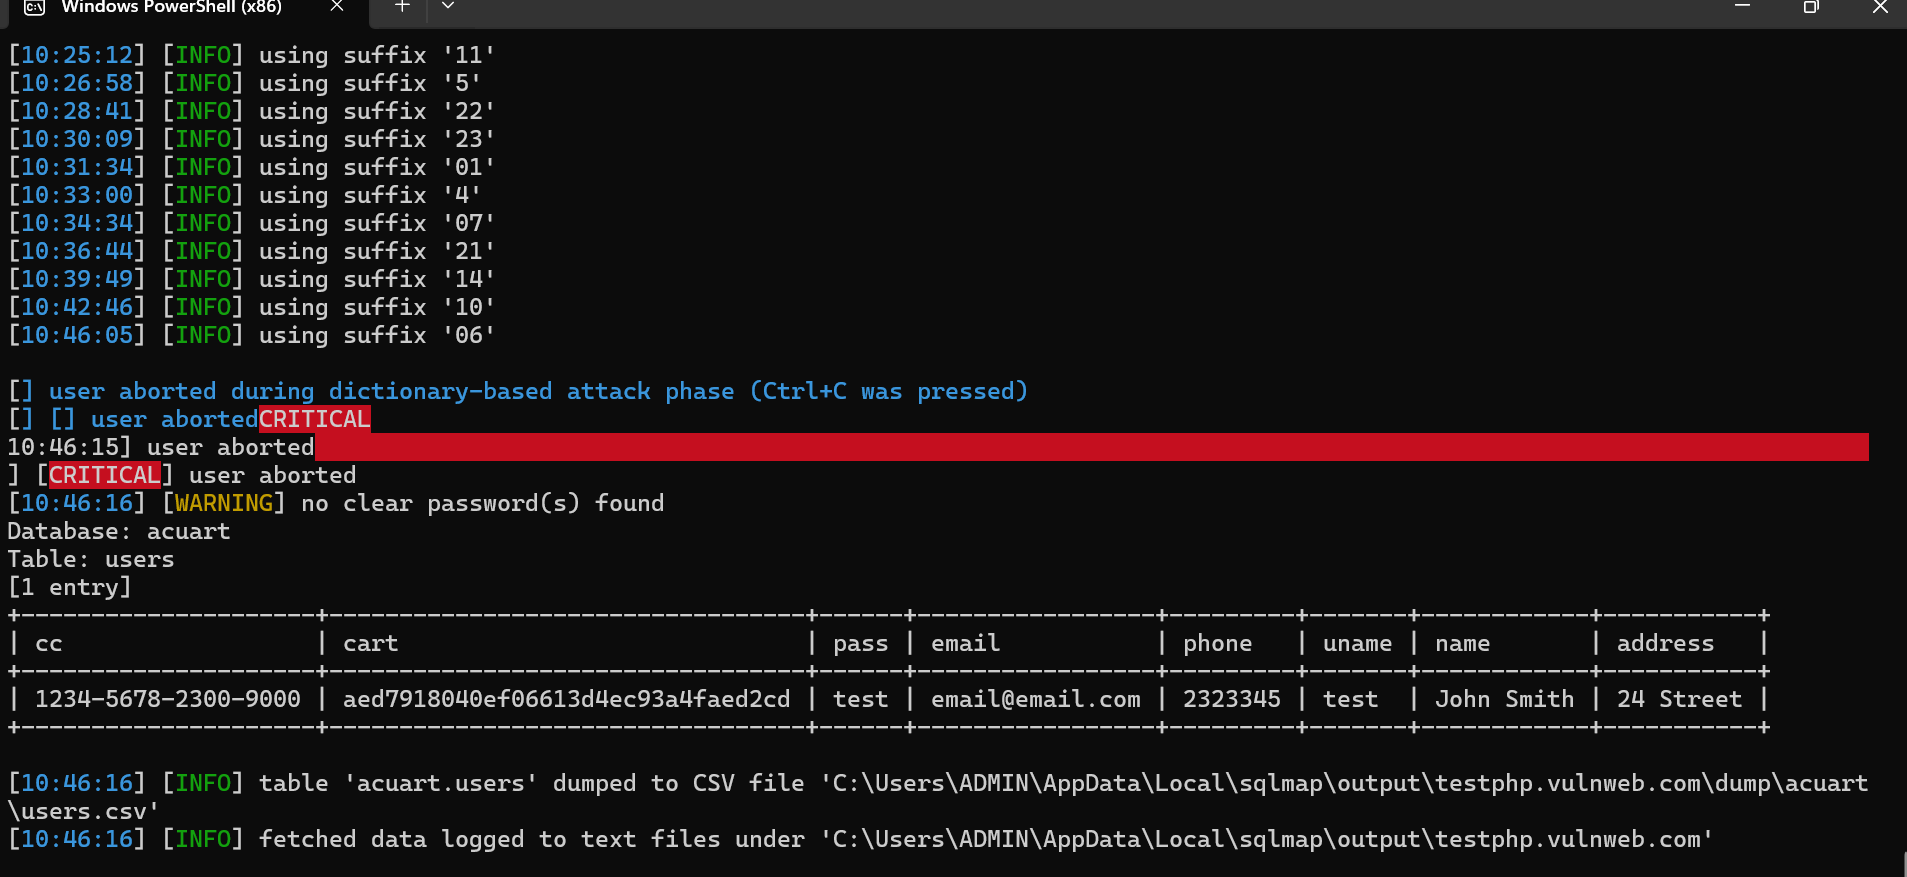 Windows PowerShell (x86)
[10:25:12] [INFO] using suffix '11'
[10:26:58] [INFO] using suffix '5'
[10:28:41] [INFO] using suffix '22'
[10:30:09] [INFO] using suffix '23'
[10:31:34] [INFO] using suffix '01'
[10:33:00] [INFO] using suffix '4'
[10:34:34] [INFO] using suffix '07'
[10:36:44] [INFO] using suffix '21'
[10:39:49] [INFO] using suffix '14'
[10:42:46] [INFO] using suffix '10'
[10:46:05] [INFO] using suffix '06'
[] user aborted during dictionary-based attack phase (Ctrl+C was pressed)
[] [] user abortedCRITICAL
10:46:15] user aborted
] [CRITICAL] user aborted
[10:46:16] [WARNING] no clear password(s) found
Database: acuart
Table: users
[1 entry]
+---------------------+----------------------------------+------+-----------------+---------+-------+------------+-----------+
| cc | cart | pass | email | phone | uname | name | address |
+---------------------+----------------------------------+------+-----------------+---------+-------+------------+-----------+
| 1234-5678-2300-9000 | aed7918040ef06613d4ec93a4faed2cd | test | email@email.com | 2323345 | test | John Smith | 24 Street |
+---------------------+----------------------------------+------+-----------------+---------+-------+------------+-----------+
[10:46:16] [INFO] table 'acuart.users' dumped to CSV file 'C:\Users\ADMIN\AppData\Local\sqlmap\output\testphp.vulnweb.com\dump\acuart
\users.csv'
[10:46:16] [INFO] fetched data logged to text files under 'C:\Users\ADMIN\AppData\Local\sqlmap\output\testphp.vulnweb.com'